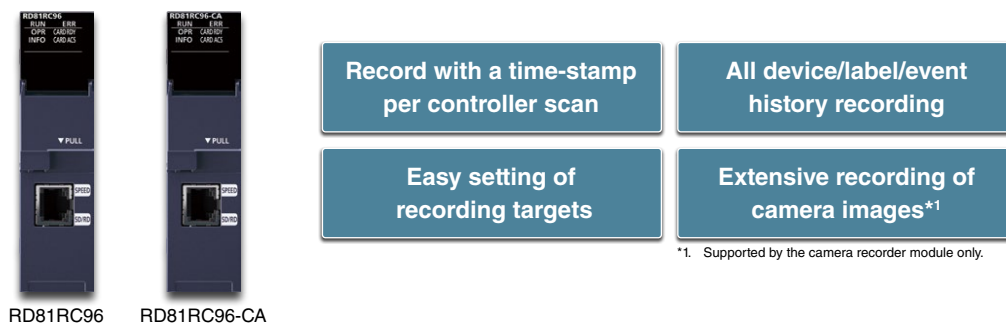 RD81RC96
RUN ERR
OPR CARD RDY
INFO CARD ACS
▼PULL
SPEED
SD/RD
RD81RC96
RD81RC96-CA
RUN ERR
OPR CARD RDY
INFO CARD ACS
▼PULL
SPEED
SD/RD
RD81RC96-CA
Record with a time-stamp
per controller scan
All device/label/event
history recording
Easy setting of
recording targets
Extensive recording of
camera images*1
*1. Supported by the camera recorder module only.